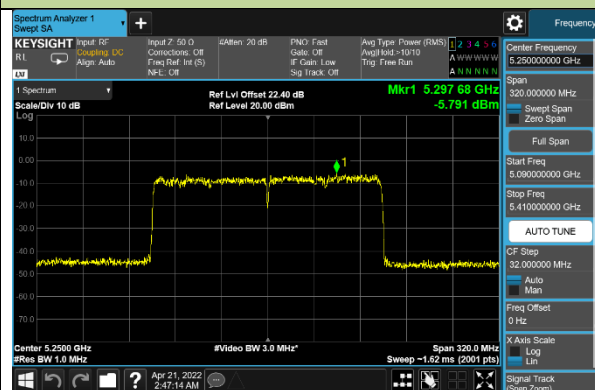 Spectrum Analyzer 1
Swept SA
Frequency
KEYSIGHT
R L
LXI
Input: RF
Coupling: DC
Align: Auto
Input Z: 50 Ω
Corrections: Off
Freq Ref: Int (S)
NFE: Off
#Atten: 20 dB
PNO: Fast
Gate: Off
IF Gain: Low
Sig Track: Off
Avg Type: Power (RMS)
Avg|Hold:>10/10
Trig: Free Run
1 2 3 4 5 6
A W W W W W
A N N N N N
1 Spectrum
Scale/Div 10 dB
Ref Lvl Offset 22.40 dB
Ref Level 20.00 dBm
Mkr1 5.297 68 GHz
-5.791 dBm
Log
10.0
0.00
-10.0
-20.0
-30.0
-40.0
-50.0
-60.0
-70.0
1
Center 5.2500 GHz
#Res BW 1.0 MHz
#Video BW 3.0 MHz*
Span 320.0 MHz
Sweep ~1.62 ms (2001 pts)
Center Frequency
5.250000000 GHz
Span
320.000000 MHz
Swept Span
Zero Span
Full Span
Start Freq
5.090000000 GHz
Stop Freq
5.410000000 GHz
AUTO TUNE
CF Step
32.000000 MHz
Auto
Man
Freq Offset
0 Hz
X Axis Scale
Log
Lin
Signal Track
(Span Zoom)
?
Apr 21, 2022
2:47:14 AM